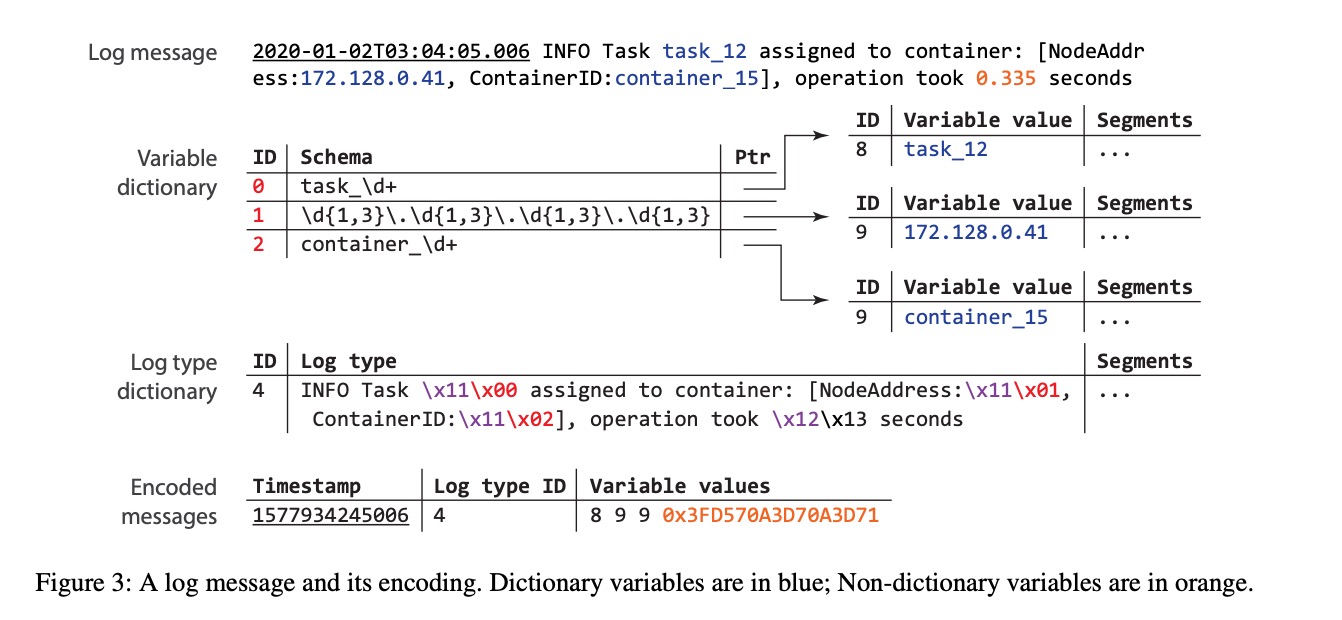 Log message 2020-01-02T03:04:05.006 INFO Task task_12 assigned to container: [NodeAddr
ess:172.128.0.41, ContainerID:container_15], operation took 0.335 seconds
Variable dictionary
ID Schema Ptr
0 task_\d+
1 \d{1,3}\.\d{1,3}\.\d{1,3}\.\d{1,3}
2 container_\d+
ID Variable value Segments
8 task_12 ...
ID Variable value Segments
9 172.128.0.41 ...
ID Variable value Segments
9 container_15 ...
Log type dictionary
ID Log type Segments
4 INFO Task \x11\x00 assigned to container: [NodeAddress:\x11\x01, ...
ContainerID:\x11\x02], operation took \x12\x13 seconds
Encoded messages
Timestamp Log type ID Variable values
1577934245006 4 8 9 9 0x3FD570A3D70A3D71
Figure 3: A log message and its encoding. Dictionary variables are in blue; Non-dictionary variables are in orange.